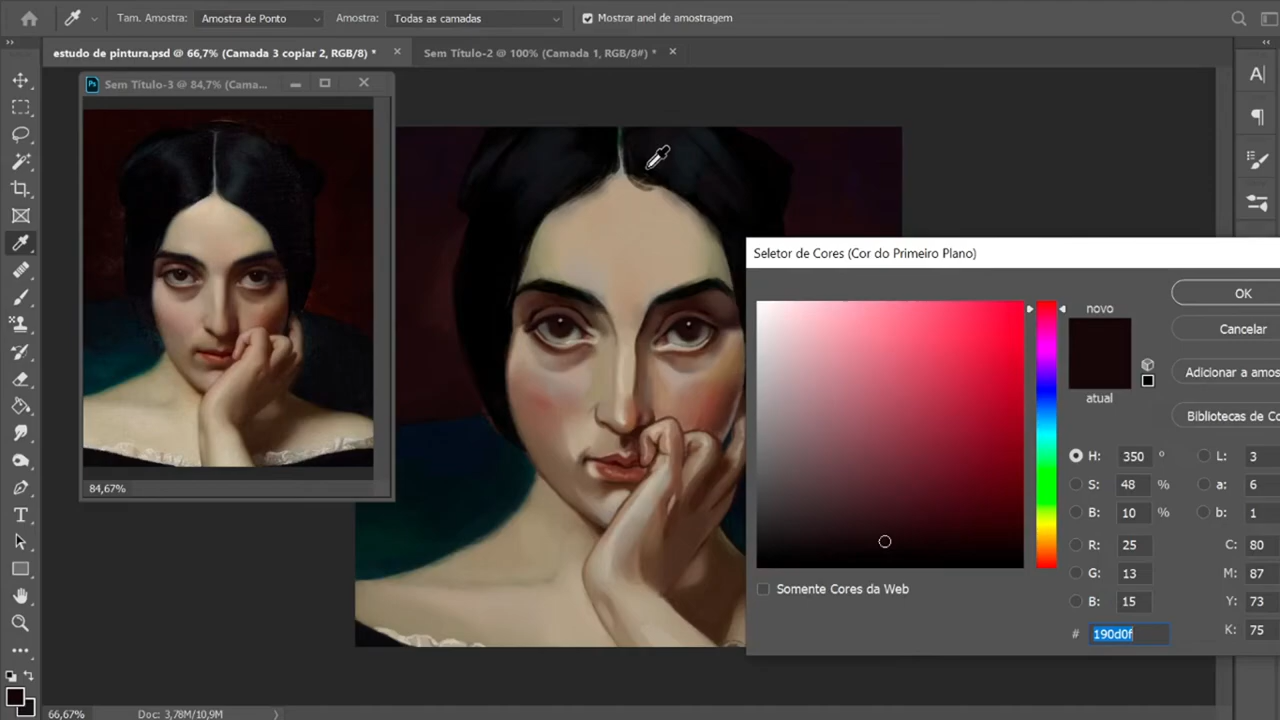 Tam. Amostra: Amostra de Ponto Amostra: Todas as camadas Mostrar anel de amostragem
estudo de pintura.psd @ 66,7% (Camada 3 copiar 2, RGB/8) * Sem Título-2 @ 100% (Camada 1, RGB/8#) *
Ps Sem Título-3 @ 84,7% (Cama...
84,67%
Seletor de Cores (Cor do Primeiro Plano)
OK
novo
Cancelar
Adicionar a amos
atual
Bibliotecas de Co
H: 350 º L: 3
S: 48 % a: 6
B: 10 % b: 1
R: 25 C: 80
G: 13 M: 87
B: 15 Y: 73
Somente Cores da Web
# 190d0f K: 75
66,67% Doc: 3,78M/10,9M